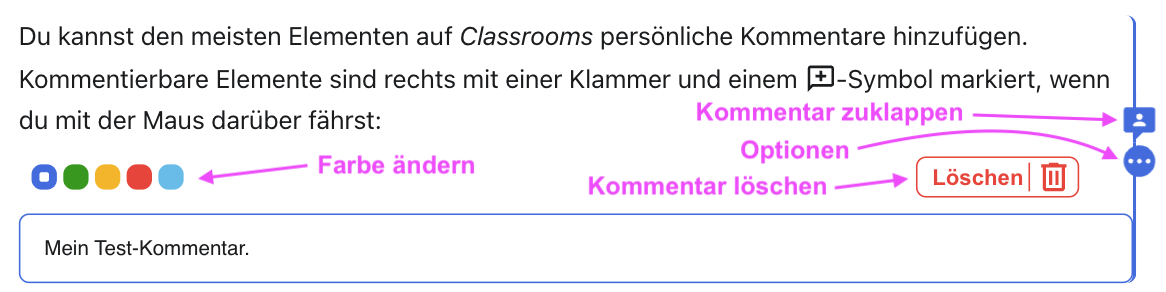 Du kannst den meisten Elementen auf Classrooms persönliche Kommentare hinzufügen.
Kommentierbare Elemente sind rechts mit einer Klammer und einem -Symbol markiert, wenn
du mit der Maus darüber fährst:
Kommentar zuklappen
Optionen
Farbe ändern
Kommentar löschen
Löschen
Mein Test-Kommentar.